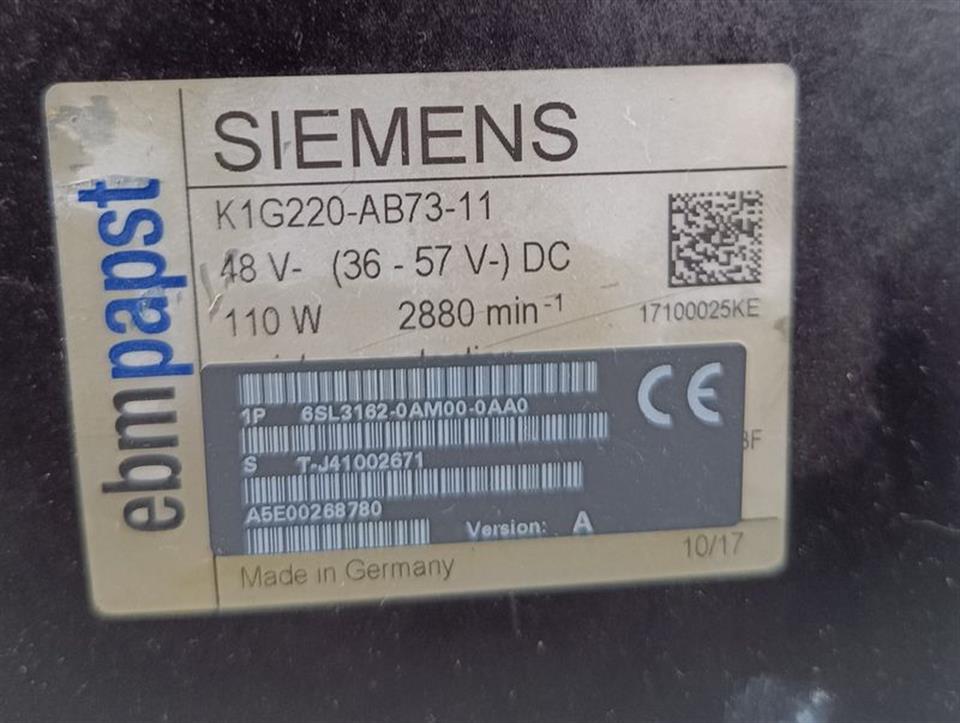 ebmpapst
SIEMENS
K1G220-AB73-11
48 V- (36 - 57 V-) DC
110 W 2880 min⁻¹
17100025KE
1P 6SL3162-0AM00-0AA0
S T-J41002671
A5E00268780
Version: A
CE
Made in Germany
10/17